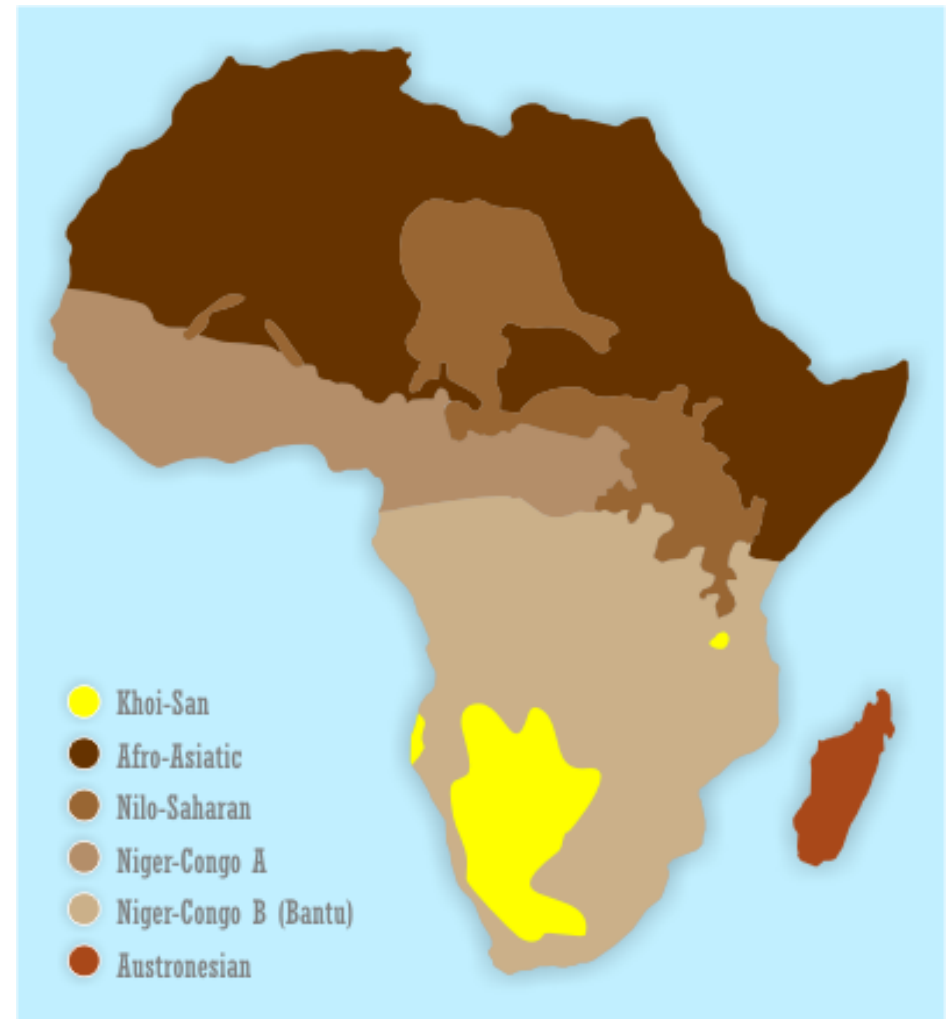 Khoi-San
Afro-Asiatic
Nilo-Saharan
Niger-Congo A
Niger-Congo B (Bantu)
Austronesian